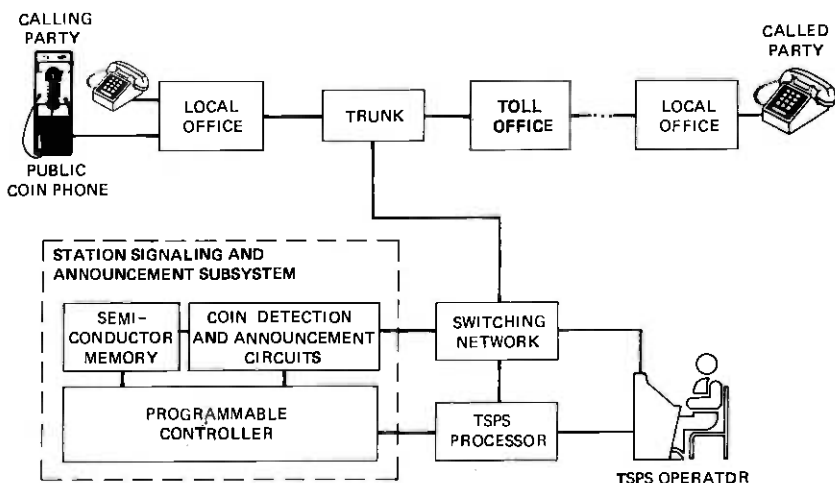 CALLING
PARTY
CALLED
PARTY
LOCAL
OFFICE
TRUNK
TOLL
OFFICE
LOCAL
OFFICE
PUBLIC
COIN PHONE
STATION SIGNALING AND
ANNOUNCEMENT SUBSYSTEM
SEMI-
CONDUCTOR
MEMORY
COIN DETECTION
AND ANNOUNCEMENT
CIRCUITS
SWITCHING
NETWORK
PROGRAMMABLE
CONTROLLER
TSPS
PROCESSOR
TSPS OPERATOR